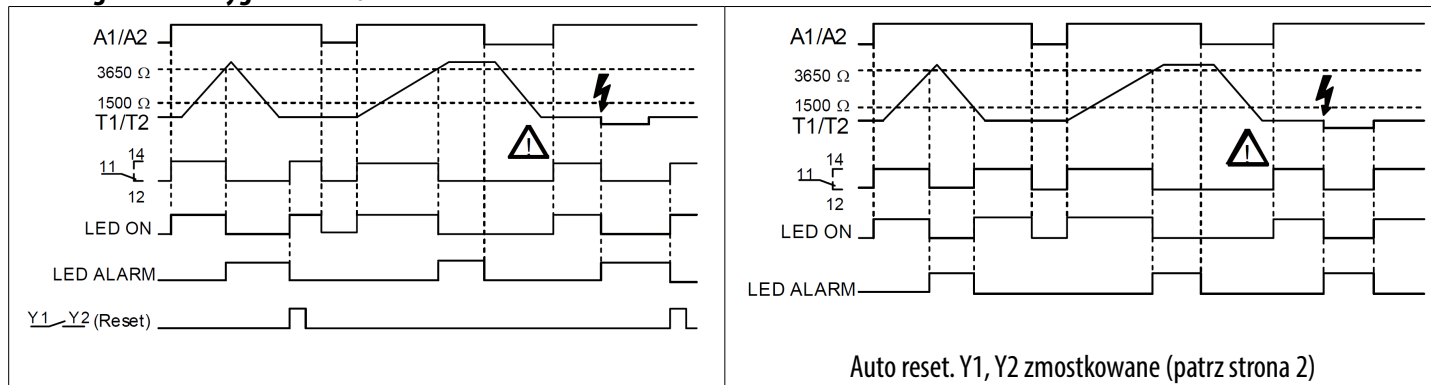 A1/A2
3650 Ω
1500 Ω
T1/T2
14
11
12
LED ON
LED ALARM
Y1 Y2 (Reset)
A1/A2
3650 Ω
1500 Ω
T1/T2
14
11
12
LED ON
LED ALARM
Auto reset. Y1, Y2 zmostkowane (patrz strona 2)